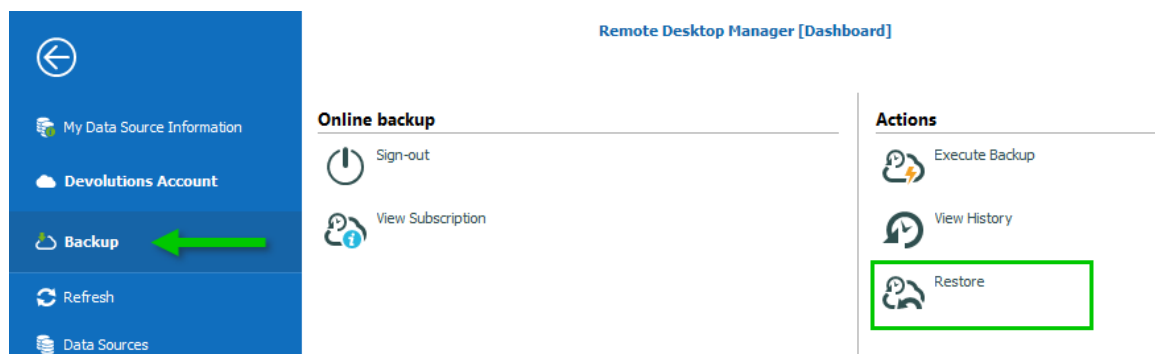 Remote Desktop Manager [Dashboard]
My Data Source Information
Devolutions Account
Backup
Refresh
Data Sources
Online backup
Sign-out
View Subscription
Actions
Execute Backup
View History
Restore